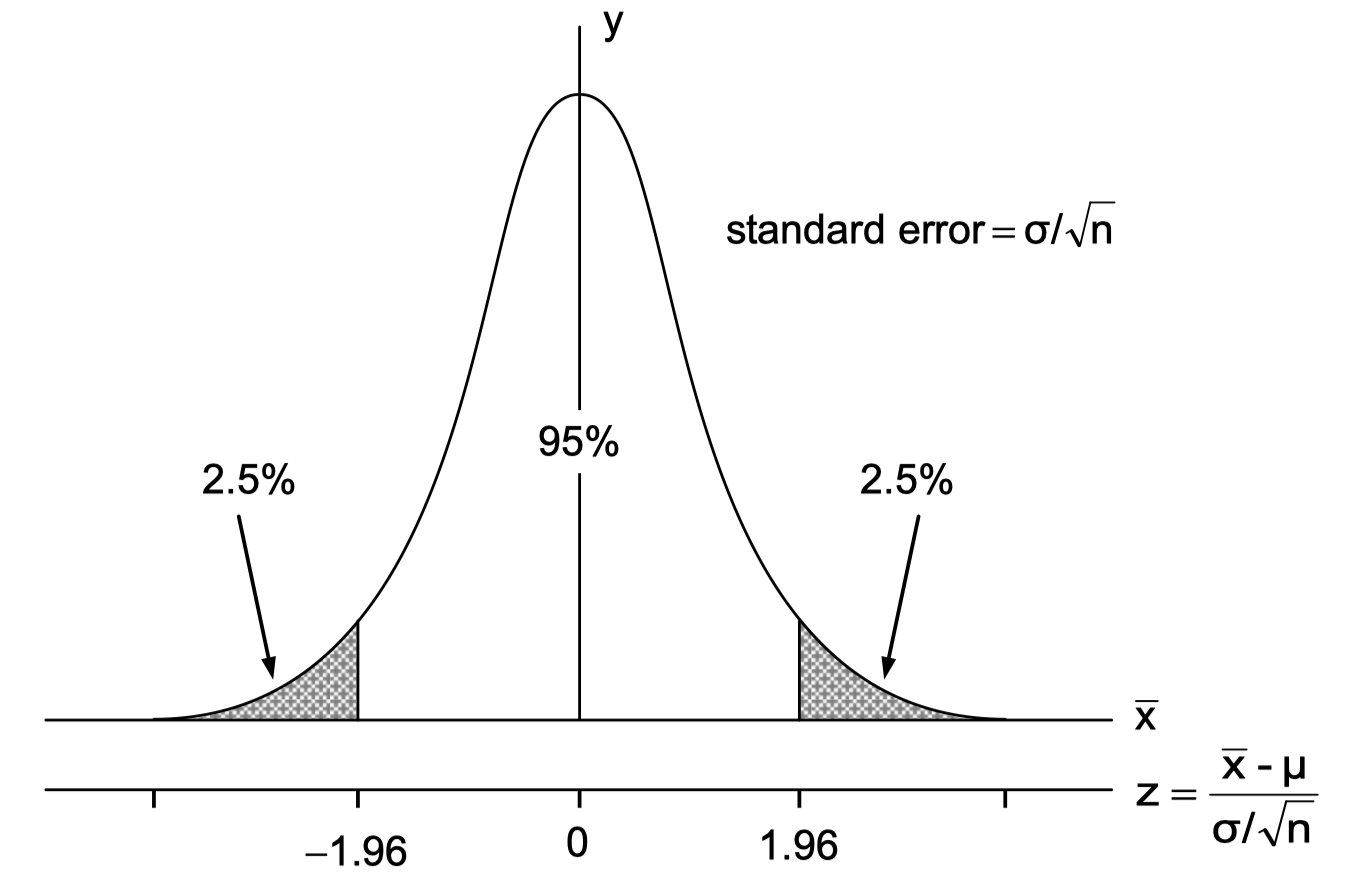 y
standard error = σ/√n
95%
2.5%
2.5%
x̅
z = (x̅ - μ)/(σ/√n)
–1.96
0
1.96